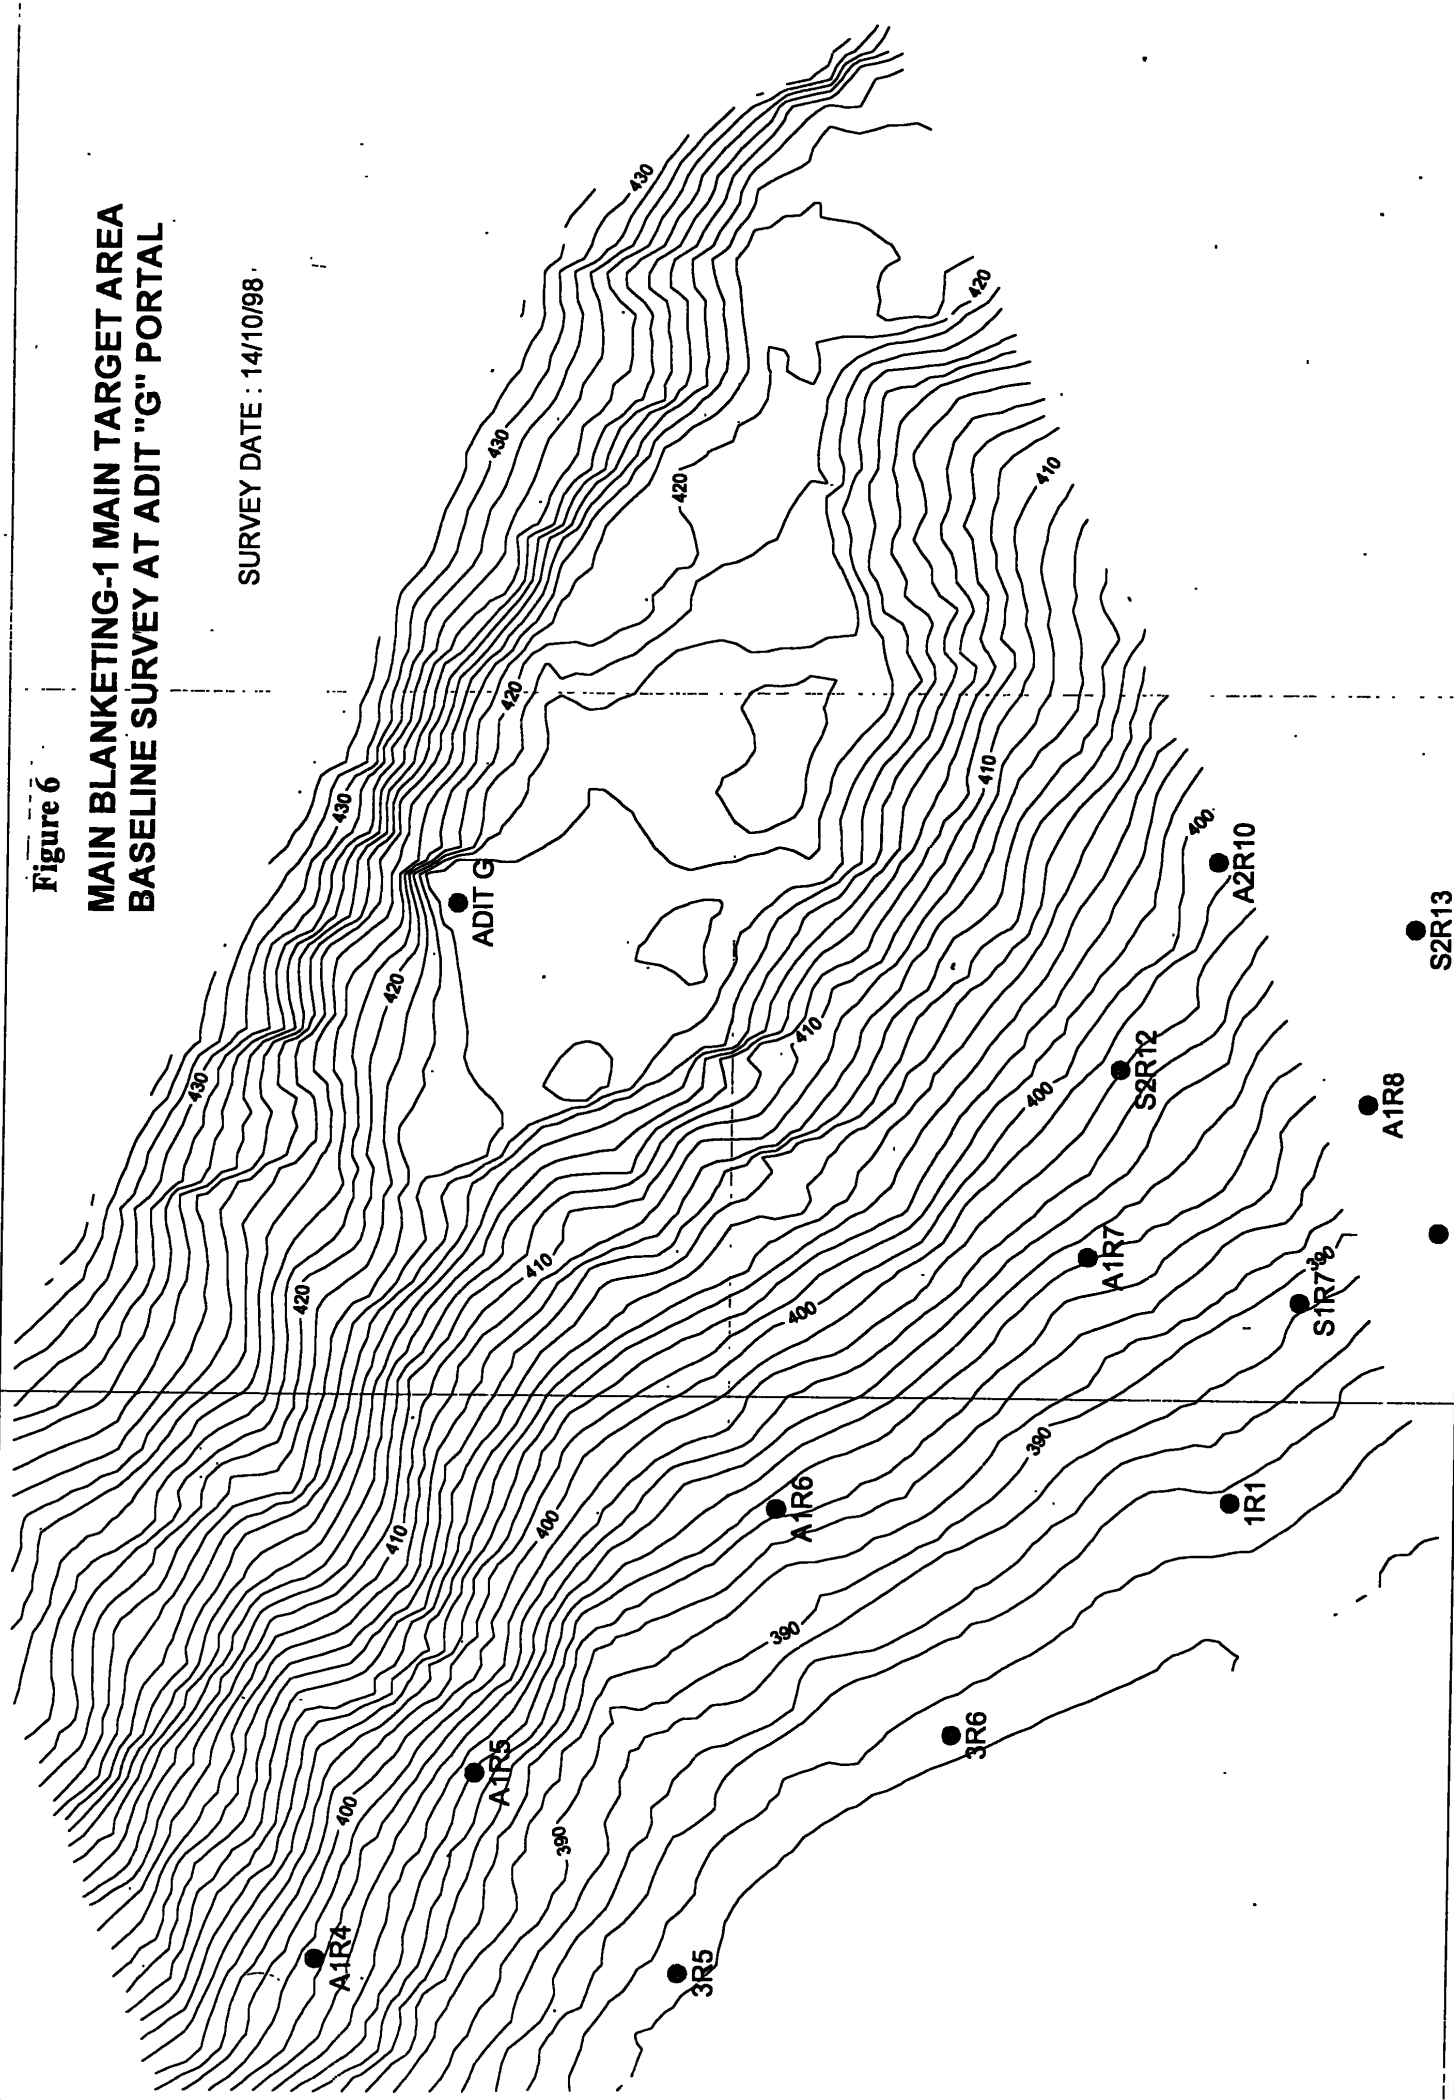 Figure 6
MAIN BLANKETING-1 MAIN TARGET AREA
BASELINE SURVEY AT ADIT "G" PORTAL
SURVEY DATE : 14/10/98
430
430
430
430
420
420
420
420
420
410
410
410
410
410
400
400
400
400
400
390
390
390
390
ADIT G
A1R4
A1R5
A1R6
A1R7
A1R8
A2R10
S2R12
S2R13
S1R7
1R1
3R5
3R6